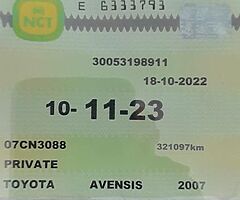 NCT
E 6333793
30053198911
18-10-2022
10- 11-23
07CN3088
321097km
PRIVATE
TOYOTA AVENSIS 2007